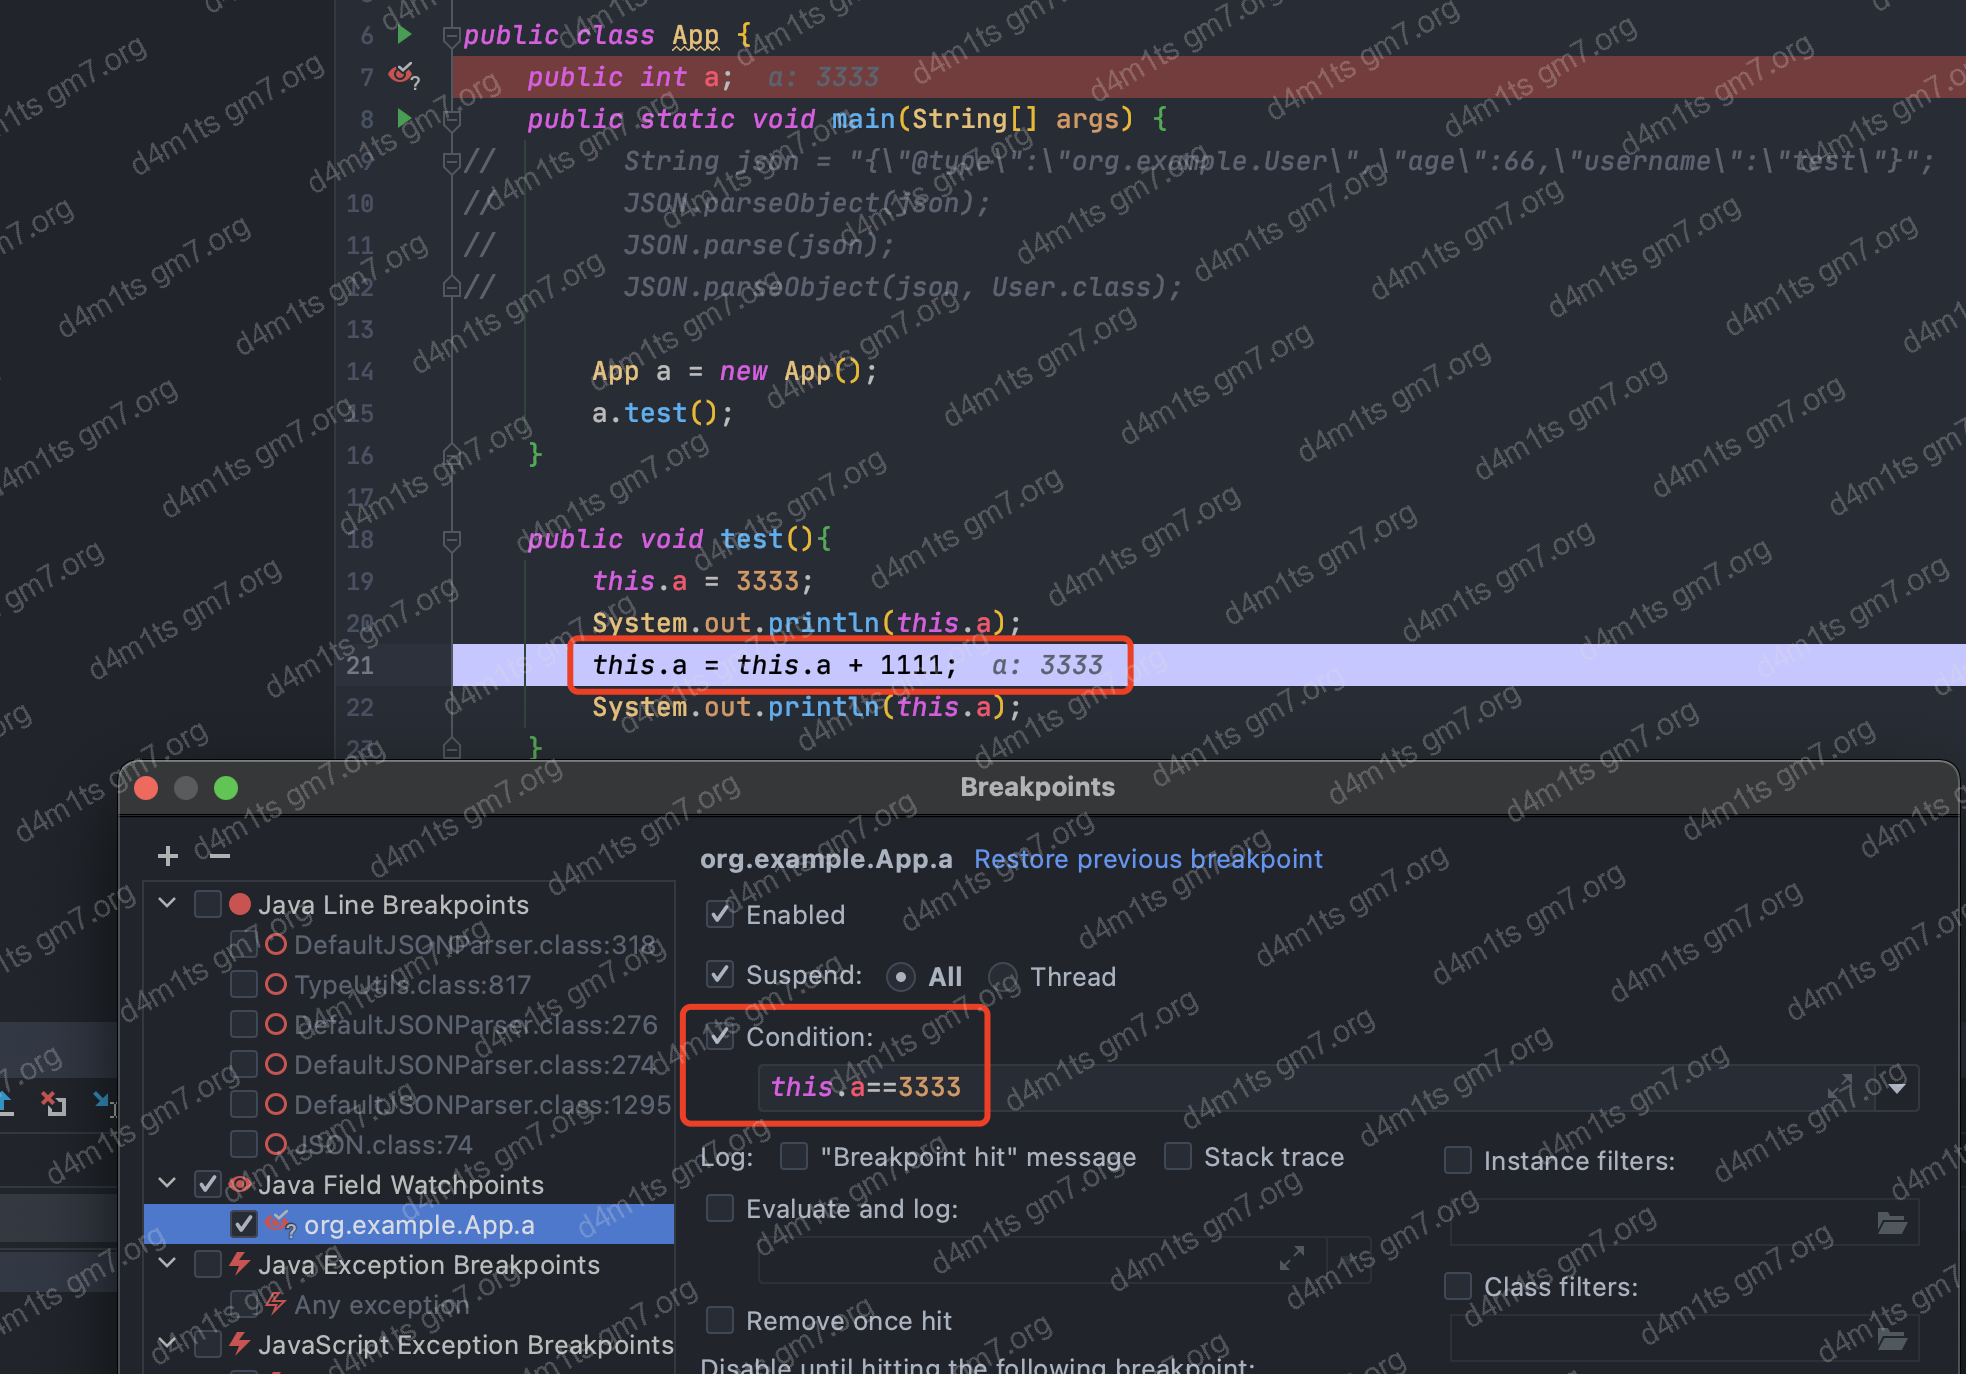 6 public class App {
7 public int a; a: 3333
8 public static void main(String[] args) {
9 // String json = "{\"@type\":\"org.example.User\",\"age\":66,\"username\":\"test\"}";
10 // JSON.parseObject(json);
11 // JSON.parse(json);
12 // JSON.parseObject(json, User.class);
13
14 App a = new App();
15 a.test();
16 }
17
18 public void test(){
19 this.a = 3333;
20 System.out.println(this.a);
21 this.a = this.a + 1111; a: 3333
22 System.out.println(this.a);
23 }
Breakpoints
org.example.App.a Restore previous breakpoint
Java Line Breakpoints
DefaultJSONParser.class:318
TypeUtils.class:817
DefaultJSONParser.class:276
DefaultJSONParser.class:274
DefaultJSONParser.class:1295
JSON.class:74
Java Field Watchpoints
org.example.App.a
Java Exception Breakpoints
Any exception
JavaScript Exception Breakpoints
Enabled
Suspend: All Thread
Condition:
this.a==3333
Log: "Breakpoint hit" message Stack trace
Evaluate and log:
Remove once hit
Disable until hitting the following breakpoint:
Instance filters:
Class filters:
d4m1ts gm7.org